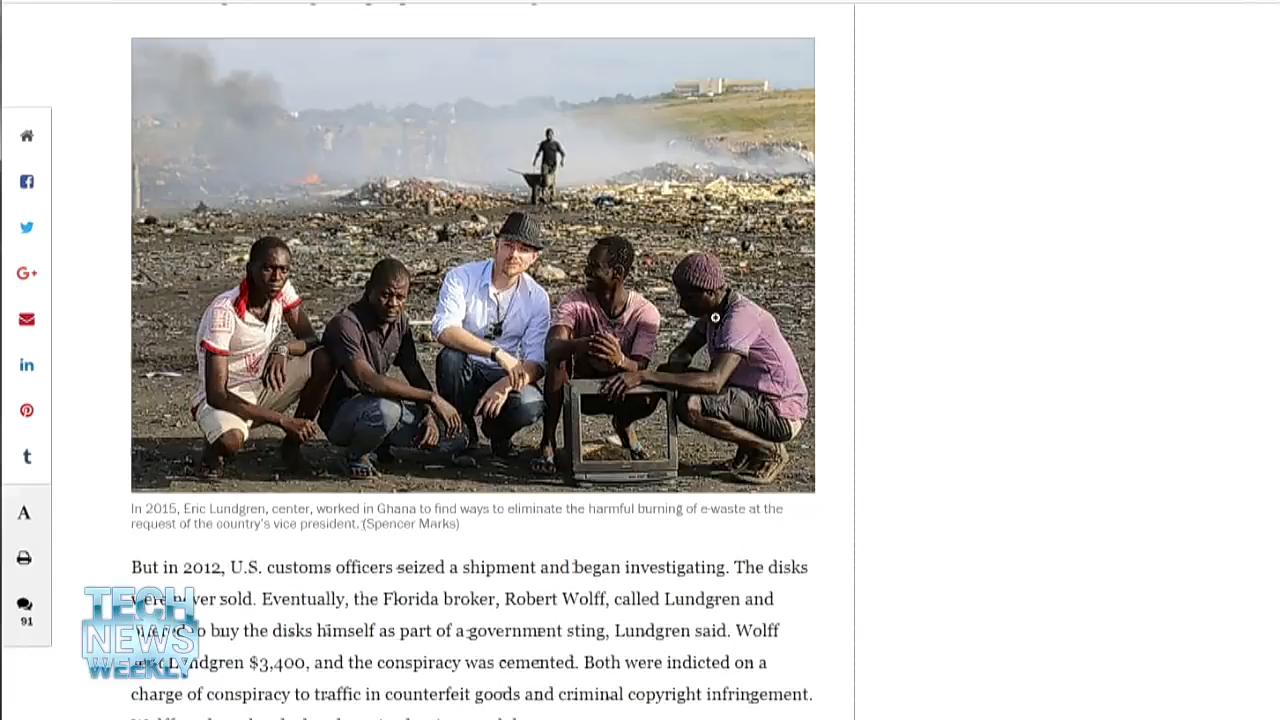 In 2015, Eric Lundgren, center, worked in Ghana to find ways to eliminate the harmful burning of e-waste at the
request of the country's vice president. (Spencer Marks)
But in 2012, U.S. customs officers seized a shipment and began investigating. The disks
were never sold. Eventually, the Florida broker, Robert Wolff, called Lundgren and
to buy the disks himself as part of a government sting, Lundgren said. Wolff
Lundgren $3,400, and the conspiracy was cemented. Both were indicted on a
charge of conspiracy to traffic in counterfeit goods and criminal copyright infringement.
G+
in
t
A
91
TECH
NEWS
WEEKLY